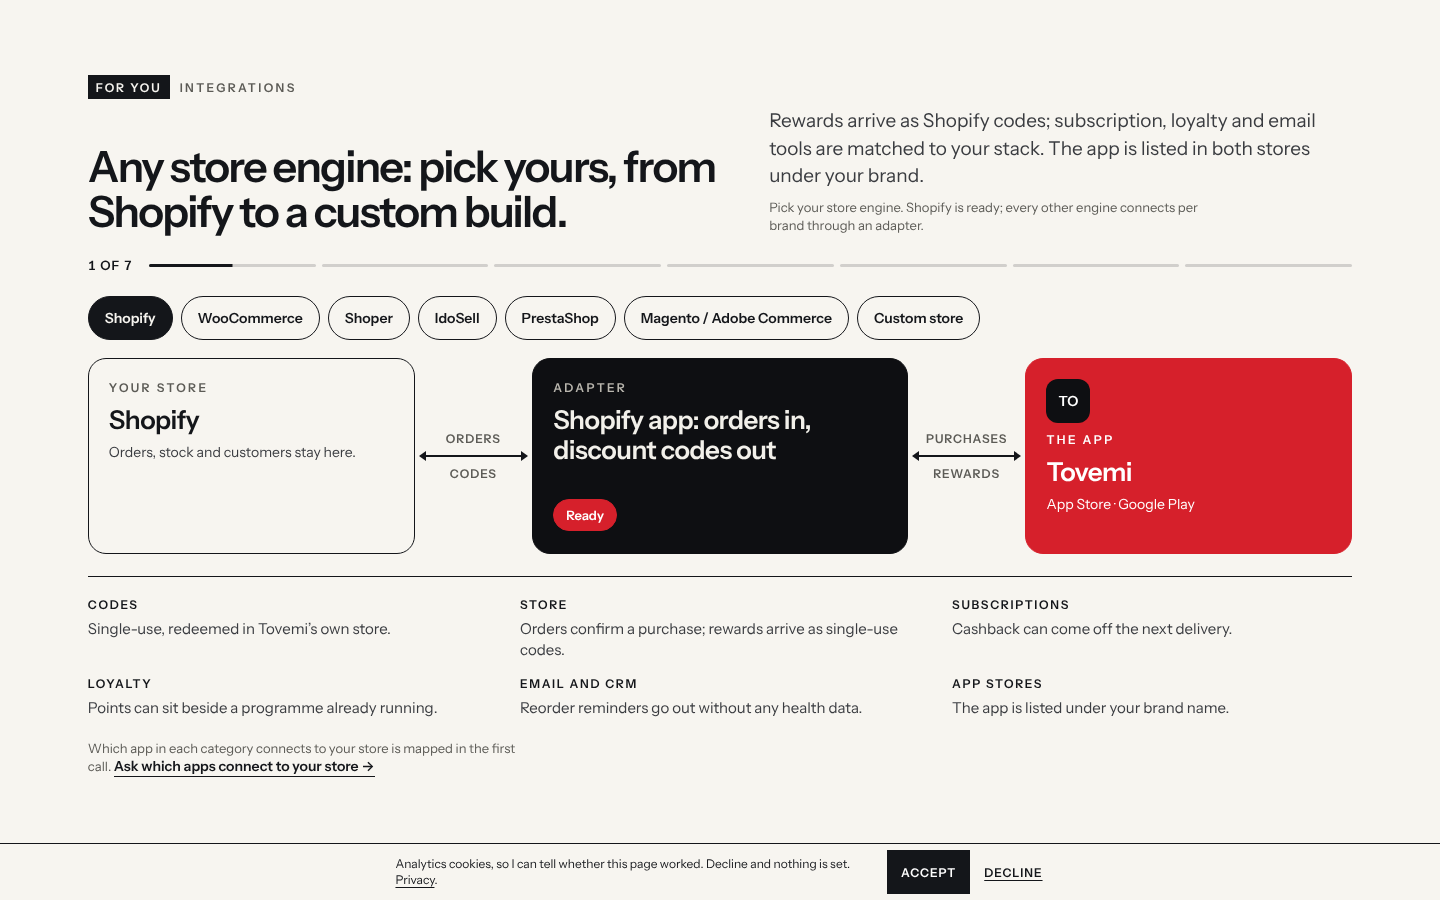 FOR YOU INTEGRATIONS
Any store engine: pick yours, from
Shopify to a custom build.
Rewards arrive as Shopify codes; subscription, loyalty and email
tools are matched to your stack. The app is listed in both stores
under your brand.
Pick your store engine. Shopify is ready; every other engine connects per
brand through an adapter.
1 OF 7
Shopify WooCommerce Shoper IdoSell PrestaShop Magento / Adobe Commerce Custom store
YOUR STORE
Shopify
Orders, stock and customers stay here.
ORDERS
CODES
ADAPTER
Shopify app: orders in,
discount codes out
Ready
PURCHASES
REWARDS
TO
THE APP
Tovemi
App Store · Google Play
CODES
Single-use, redeemed in Tovemi’s own store.
STORE
Orders confirm a purchase; rewards arrive as single-use
codes.
SUBSCRIPTIONS
Cashback can come off the next delivery.
LOYALTY
Points can sit beside a programme already running.
EMAIL AND CRM
Reorder reminders go out without any health data.
APP STORES
The app is listed under your brand name.
Which app in each category connects to your store is mapped in the first
call. Ask which apps connect to your store →
Analytics cookies, so I can tell whether this page worked. Decline and nothing is set.
Privacy.
ACCEPT DECLINE